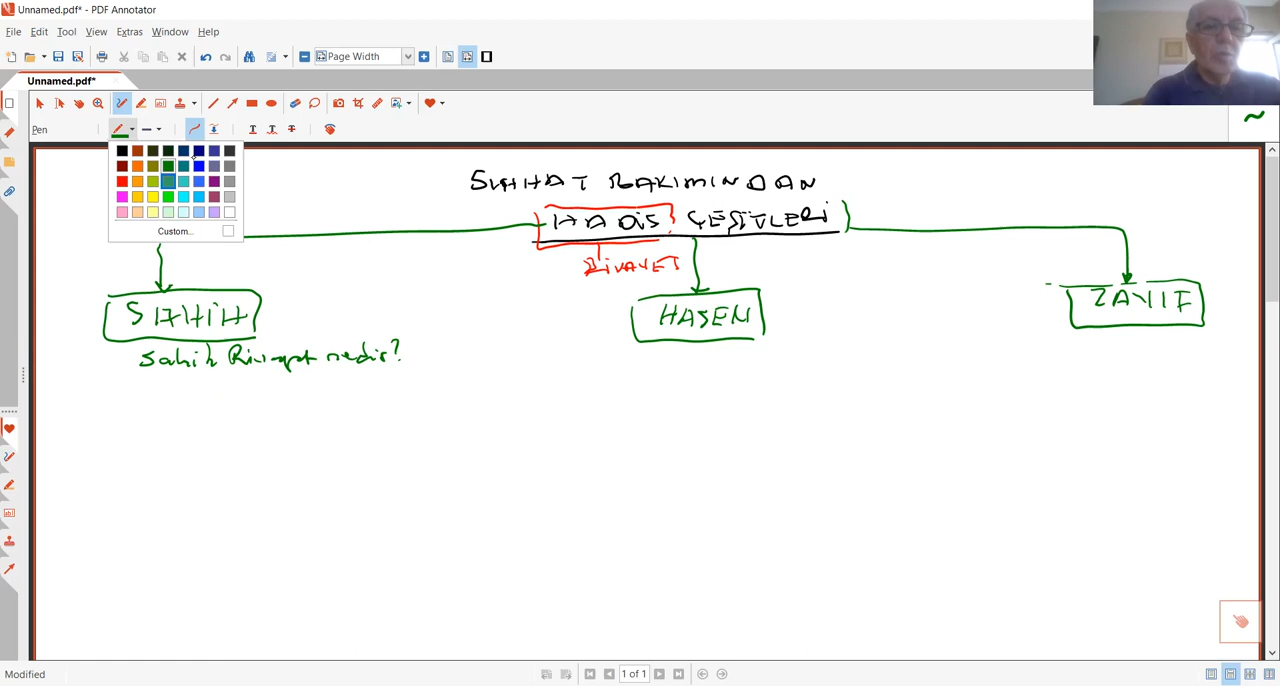 Unnamed.pdf* - PDF Annotator
File Edit Tool View Extras Window Help
Page Width
Unnamed.pdf*
Pen
Custom...
SIHHAT BAKIMINDAN
HADİS ÇEŞİTLERİ
RİVAYET
SAHİH
HASEN
ZAYIF
Sahih Rivayet nedir?
Modified
1 of 1